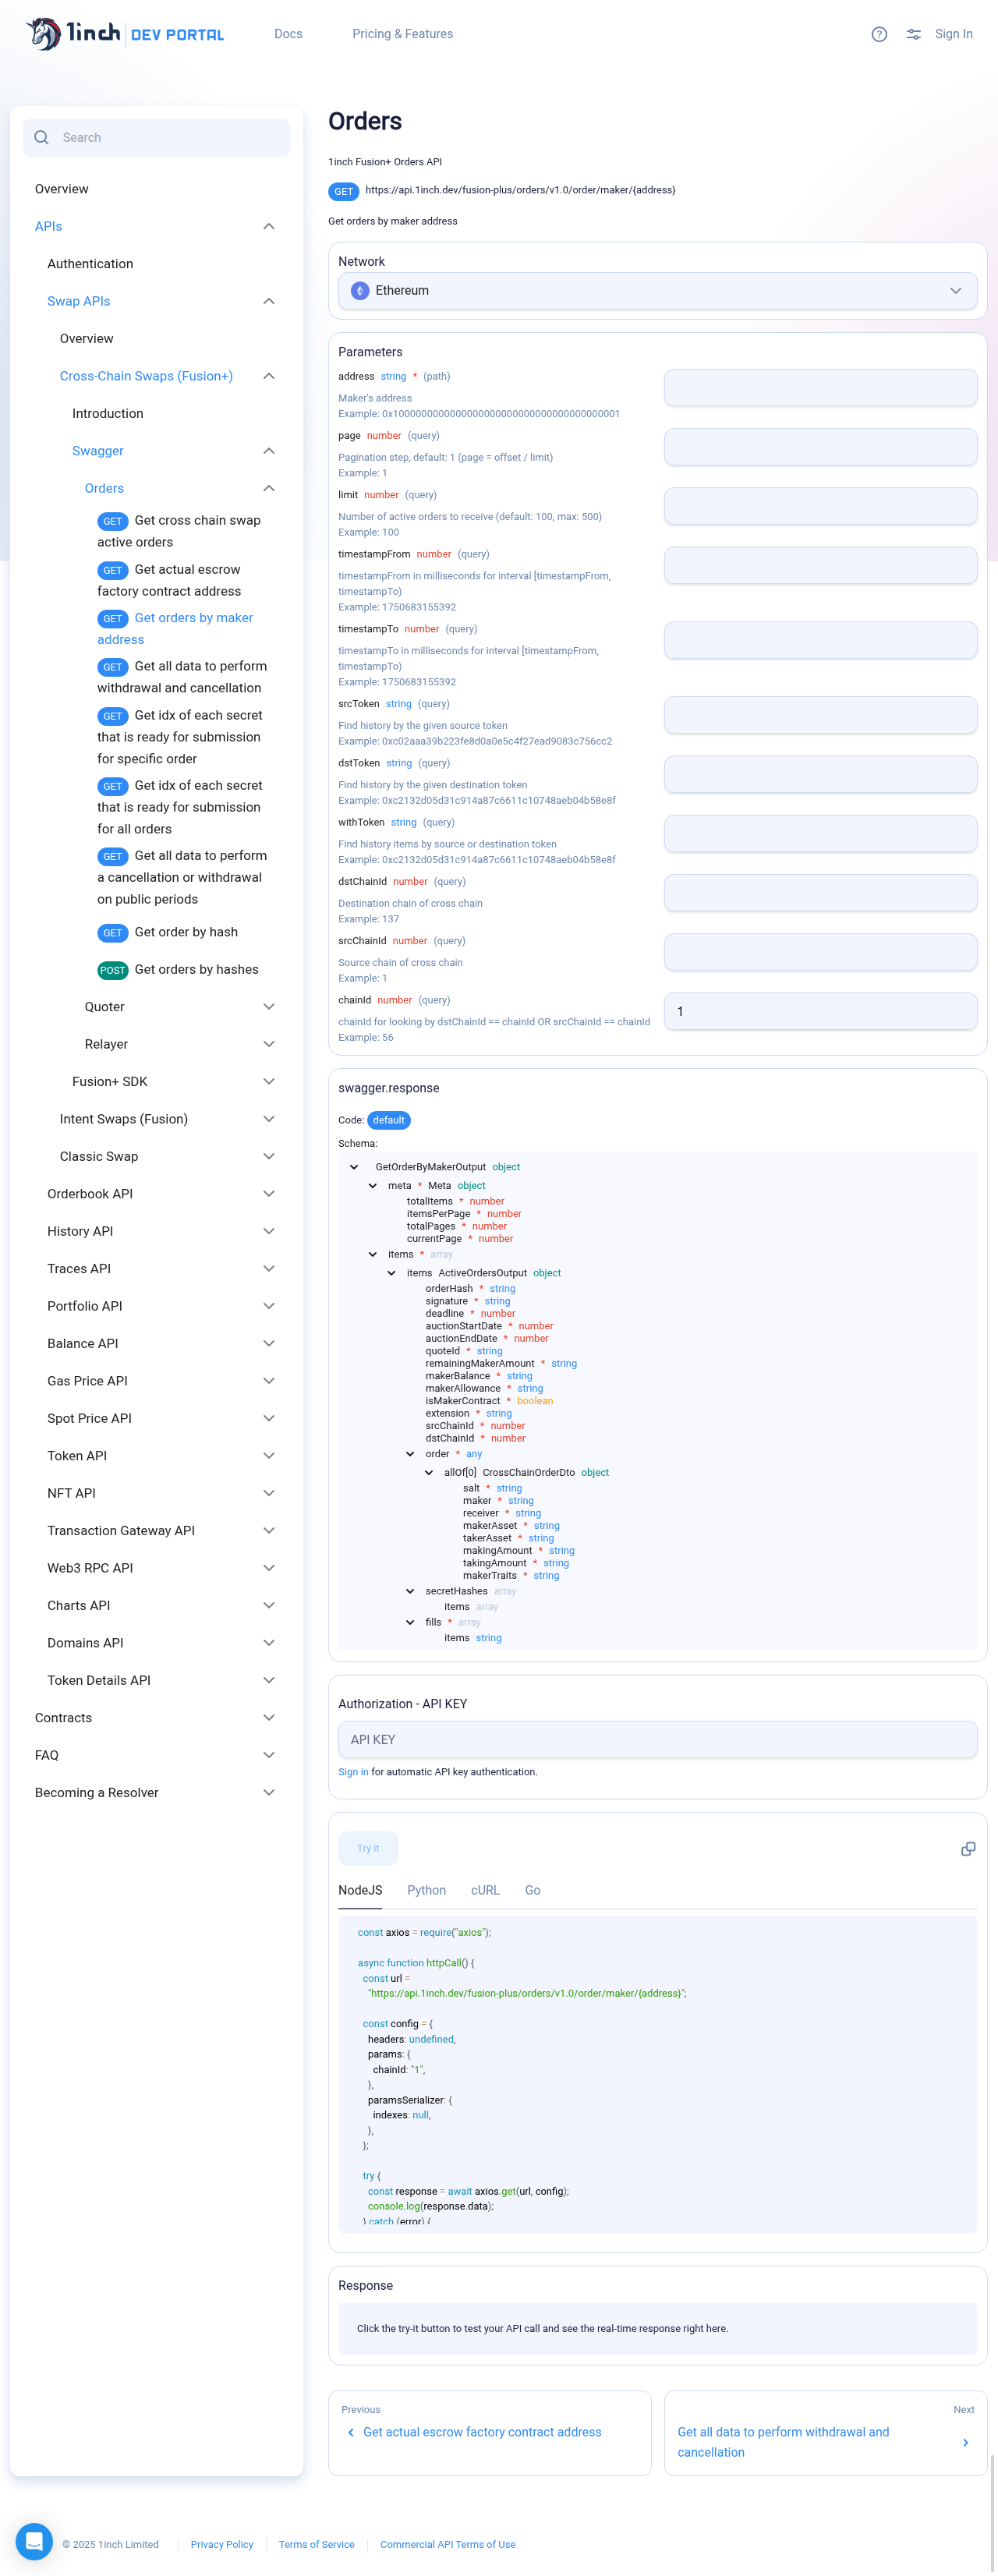 1inch DEV PORTAL
Docs
Pricing & Features
Sign In
Search
Overview
APIs
Authentication
Swap APIs
Overview
Cross-Chain Swaps (Fusion+)
Introduction
Swagger
Orders
GET Get cross chain swap
active orders
GET Get actual escrow
factory contract address
GET Get orders by maker
address
GET Get all data to perform
withdrawal and cancellation
GET Get idx of each secret
that is ready for submission
for specific order
GET Get idx of each secret
that is ready for submission
for all orders
GET Get all data to perform
a cancellation or withdrawal
on public periods
GET Get order by hash
POST Get orders by hashes
Quoter
Relayer
Fusion+ SDK
Intent Swaps (Fusion)
Classic Swap
Orderbook API
History API
Traces API
Portfolio API
Balance API
Gas Price API
Spot Price API
Token API
NFT API
Transaction Gateway API
Web3 RPC API
Charts API
Domains API
Token Details API
Contracts
FAQ
Becoming a Resolver
Orders
1inch Fusion+ Orders API
GET https://api.1inch.dev/fusion-plus/orders/v1.0/order/maker/{address}
Get orders by maker address
Network
Ethereum
Parameters
address string * (path)
Maker's address
Example: 0x1000000000000000000000000000000000000001
page number (query)
Pagination step, default: 1 (page = offset / limit)
Example: 1
limit number (query)
Number of active orders to receive (default: 100, max: 500)
Example: 100
timestampFrom number (query)
timestampFrom in milliseconds for interval [timestampFrom,
timestampTo)
Example: 1750683155392
timestampTo number (query)
timestampTo in milliseconds for interval [timestampFrom,
timestampTo)
Example: 1750683155392
srcToken string (query)
Find history by the given source token
Example: 0xc02aaa39b223fe8d0a0e5c4f27ead9083c756cc2
dstToken string (query)
Find history by the given destination token
Example: 0xc2132d05d31c914a87c6611c10748aeb04b58e8f
withToken string (query)
Find history items by source or destination token
Example: 0xc2132d05d31c914a87c6611c10748aeb04b58e8f
dstChainId number (query)
Destination chain of cross chain
Example: 137
srcChainId number (query)
Source chain of cross chain
Example: 1
chainId number (query)
1
chainId for looking by dstChainId == chainId OR srcChainId == chainId
Example: 56
swagger.response
Code: default
Schema:
GetOrderByMakerOutput object
meta * Meta object
totalItems * number
itemsPerPage * number
totalPages * number
currentPage * number
items * array
items ActiveOrdersOutput object
orderHash * string
signature * string
deadline * number
auctionStartDate * number
auctionEndDate * number
quoteId * string
remainingMakerAmount * string
makerBalance * string
makerAllowance * string
isMakerContract * boolean
extension * string
srcChainId * number
dstChainId * number
order * any
allOf[0] CrossChainOrderDto object
salt * string
maker * string
receiver * string
makerAsset * string
takerAsset * string
makingAmount * string
takingAmount * string
makerTraits * string
secretHashes array
items array
fills * array
items string
Authorization - API KEY
API KEY
Sign in for automatic API key authentication.
Try it
NodeJS Python cURL Go
const axios = require("axios");
async function httpCall() {
const url =
"https://api.1inch.dev/fusion-plus/orders/v1.0/order/maker/{address}";
const config = {
headers: undefined,
params: {
chainId: "1",
},
paramsSerializer: {
indexes: null,
},
};
try {
const response = await axios.get(url, config);
console.log(response.data);
} catch (error) {
Response
Click the try-it button to test your API call and see the real-time response right here.
Previous
Get actual escrow factory contract address
Next
Get all data to perform withdrawal and
cancellation
© 2025 1inch Limited
Privacy Policy
Terms of Service
Commercial API Terms of Use